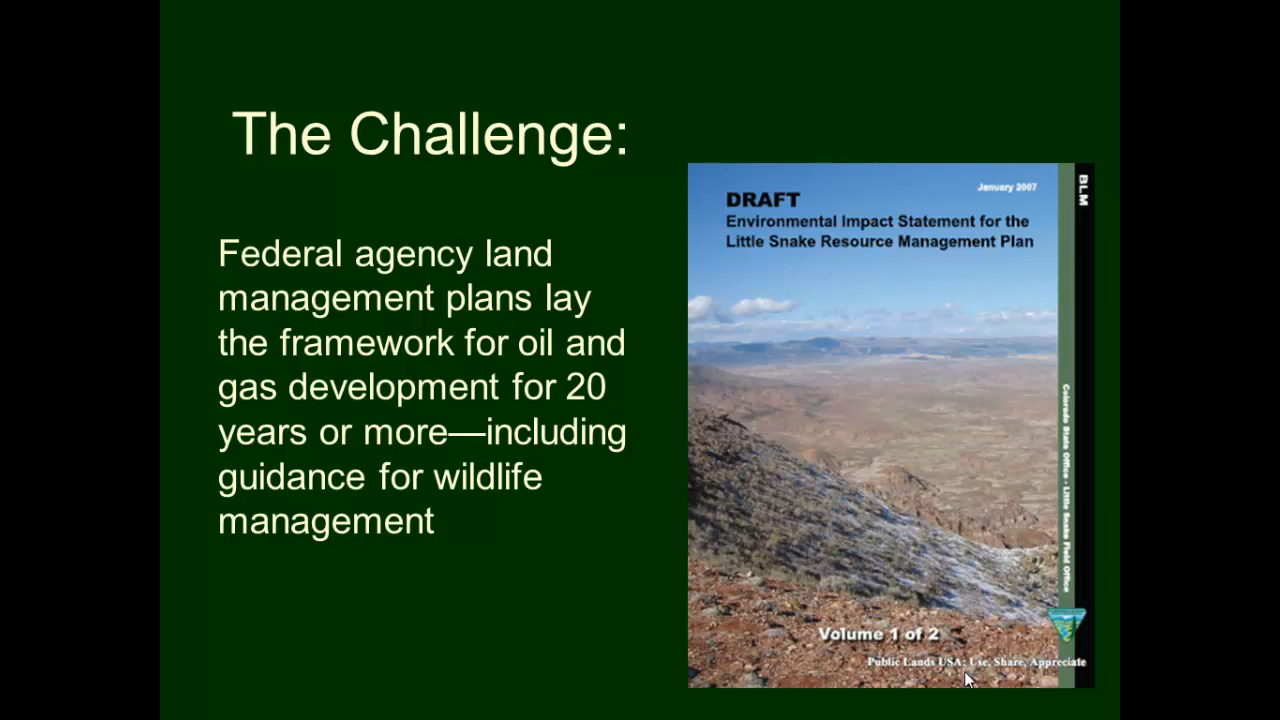 The Challenge:
Federal agency land
management plans lay
the framework for oil and
gas development for 20
years or more—including
guidance for wildlife
management
January 2007
DRAFT
Environmental Impact Statement for the
Little Snake Resource Management Plan
BLM
Colorado State Office - Little Snake Field Office
Volume 1 of 2
Public Lands USA: Use, Share, Appreciate